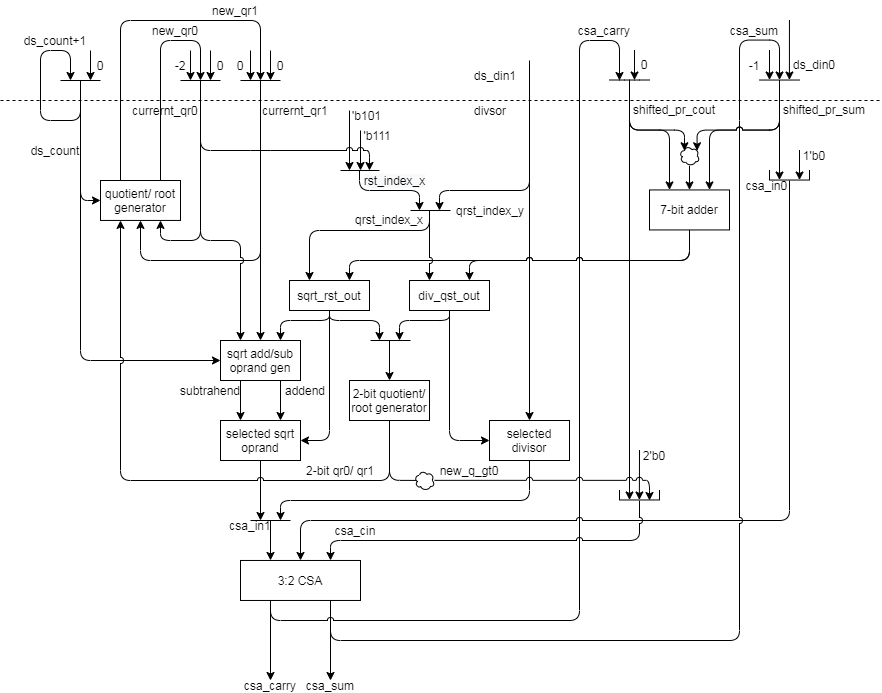 new_qr1
ds_count+1
new_qr0
csa_carry
csa_sum
0
-2
0
0
0
0
-1
ds_din0
ds_din1
currernt_qr0
currernt_qr1
'b101
divsor
shifted_pr_cout
shifted_pr_sum
'b111
ds_count
1'b0
rst_index_x
csa_in0
quotient/ root
generator
qrst_index_x
qrst_index_y
7-bit adder
sqrt_rst_out
div_qst_out
sqrt add/sub
oprand gen
subtrahend
addend
2-bit quotient/
root generator
selected sqrt
oprand
selected
divisor
2'b0
2-bit qr0/ qr1
new_q_gt0
csa_in1
csa_cin
3:2 CSA
csa_carry
csa_sum